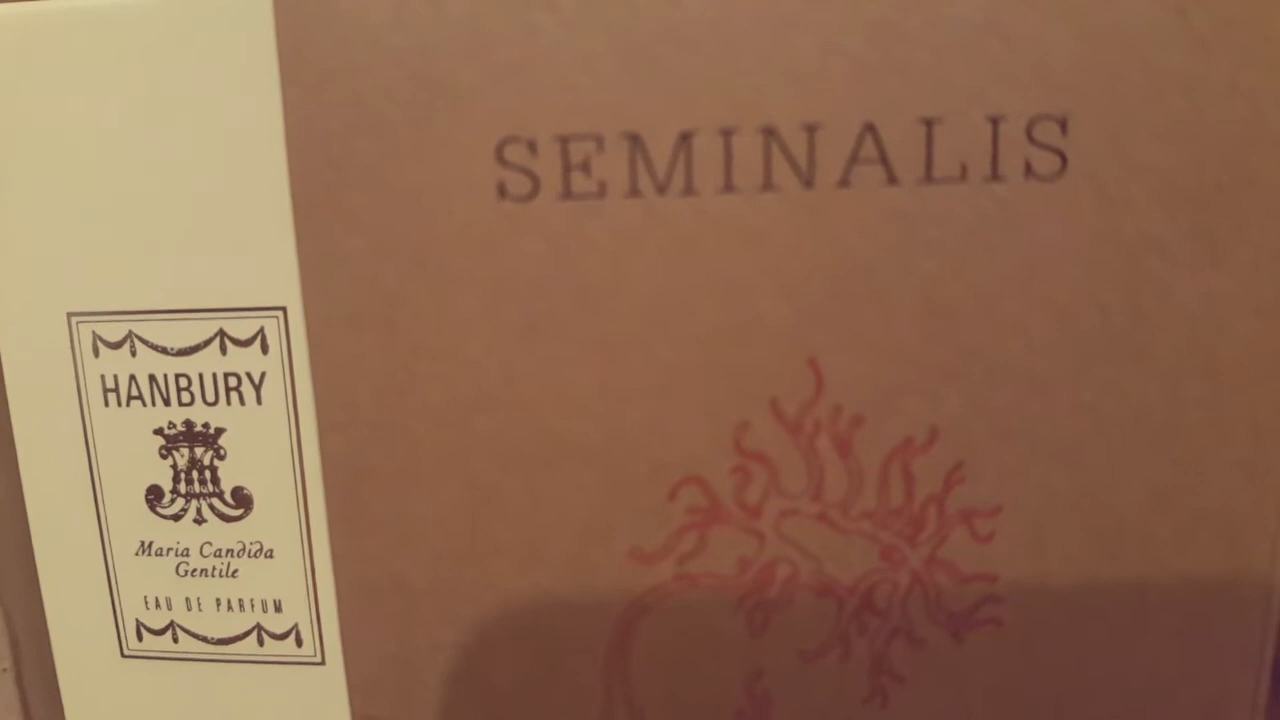 HANBURY
Maria Candida
Gentile
EAU DE PARFUM
SEMINALIS